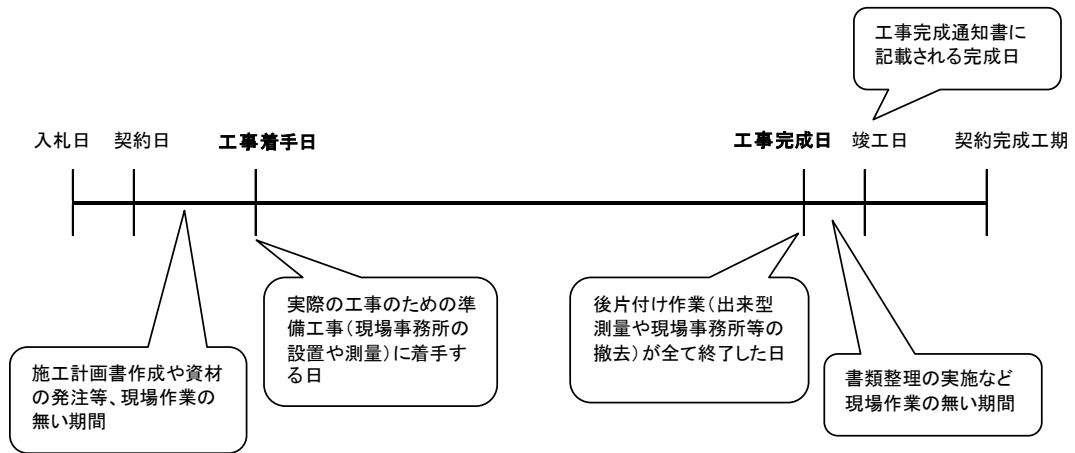 工事完成通知書に
記載される完成日
入札日 契約日 工事着手日 工事完成日 竣工日 契約完成工期
実際の工事のための準
備工事（現場事務所の
設置や測量）に着手す
る日
後片付け作業（出来型
測量や現場事務所等の
撤去）が全て終了した日
施工計画書作成や資材
の発注等、現場作業の
無い期間
書類整理の実施など
現場作業の無い期間